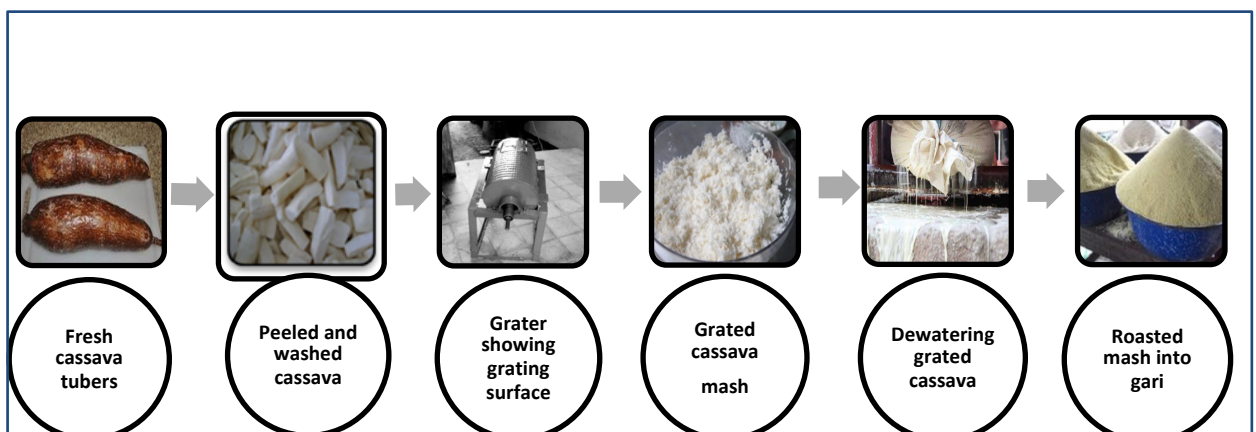 Fresh
cassava
tubers
Peeled and
washed
cassava
Grater
showing
grating
surface
Grated
cassava
mash
Dewatering
grated
cassava
Roasted
mash into
gari